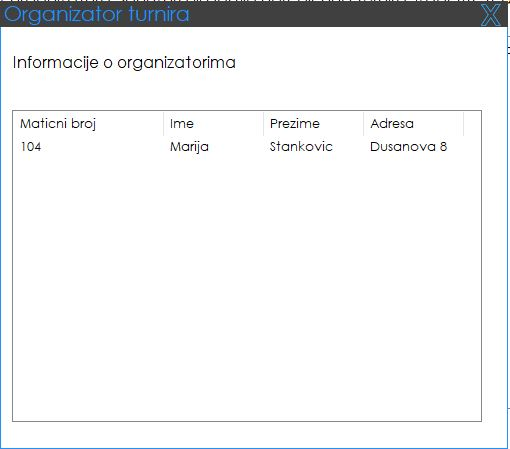 Organizator turnira X
Informacije o organizatorima
Maticni broj Ime Prezime Adresa
104 Marija Stankovic Dusanova 8